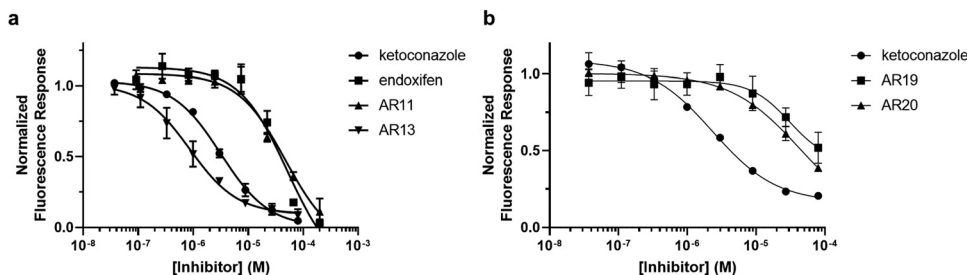 a
Normalized
Fluorescence Response
1.0
0.5
0.0
10-8
10-7
10-6
10-5
10-4
10-3
[Inhibitor] (M)
ketoconazole
endoxifen
AR11
AR13
b
Normalized
Fluorescence Response
1.0
0.5
0.0
10-8
10-7
10-6
10-5
10-4
[Inhibitor] (M)
ketoconazole
AR19
AR20